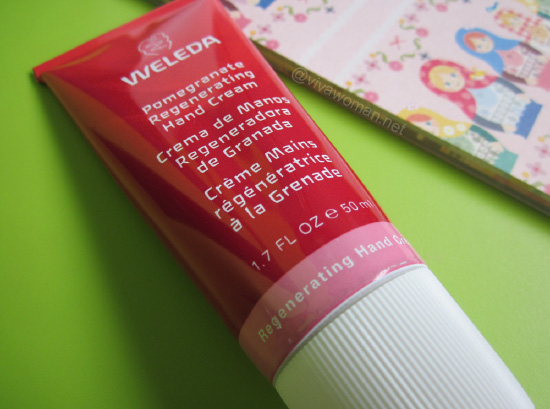 WELEDA
Pomegranate
Regenerating
Hand Cream
Crema de Manos
Regeneradora
de Granada
Crème Mains
régénératrice
à la Grenade
1.7 FL OZ e 50 ml
Regenerating Hand
@vivawoman.net